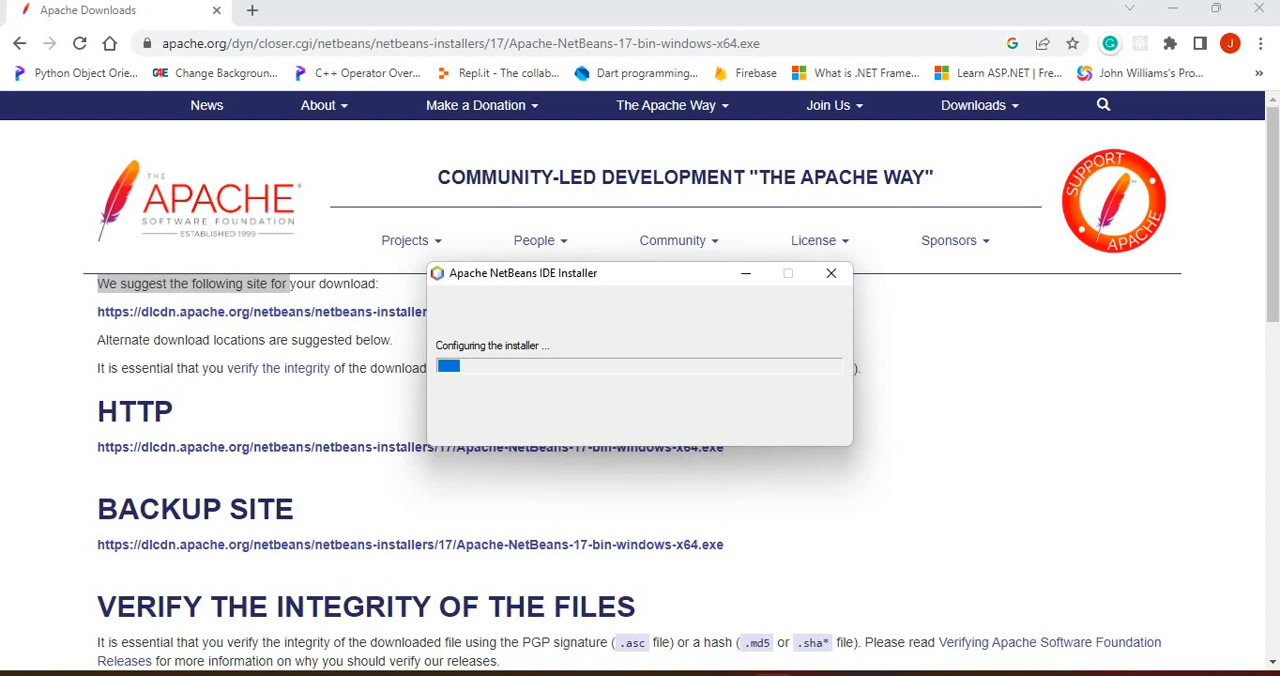 Apache Downloads
apache.org/dyn/closer.cgi/netbeans/netbeans-installers/17/Apache-NetBeans-17-bin-windows-x64.exe
J
Python Object Orie... Change Backgroun... C++ Operator Over... Repl.it - The collab... Dart programming... Firebase What is .NET Frame... Learn ASP.NET | Fre... John Williams's Pro...
News About Make a Donation The Apache Way Join Us Downloads
THE
APACHE®
SOFTWARE FOUNDATION
ESTABLISHED 1999
COMMUNITY-LED DEVELOPMENT "THE APACHE WAY"
SUPPORT
APACHE
Projects People Community License Sponsors
We suggest the following site for your download:
https://dlcdn.apache.org/netbeans/netbeans-installer
Alternate download locations are suggested below.
It is essential that you verify the integrity of the download ).
Apache NetBeans IDE Installer
Configuring the installer ...
HTTP
https://dlcdn.apache.org/netbeans/netbeans-installers/17/Apache-NetBeans-17-bin-windows-x64.exe
BACKUP SITE
https://dlcdn.apache.org/netbeans/netbeans-installers/17/Apache-NetBeans-17-bin-windows-x64.exe
VERIFY THE INTEGRITY OF THE FILES
It is essential that you verify the integrity of the downloaded file using the PGP signature ( .asc file) or a hash ( .md5 or .sha* file). Please read Verifying Apache Software Foundation
Releases for more information on why you should verify our releases.